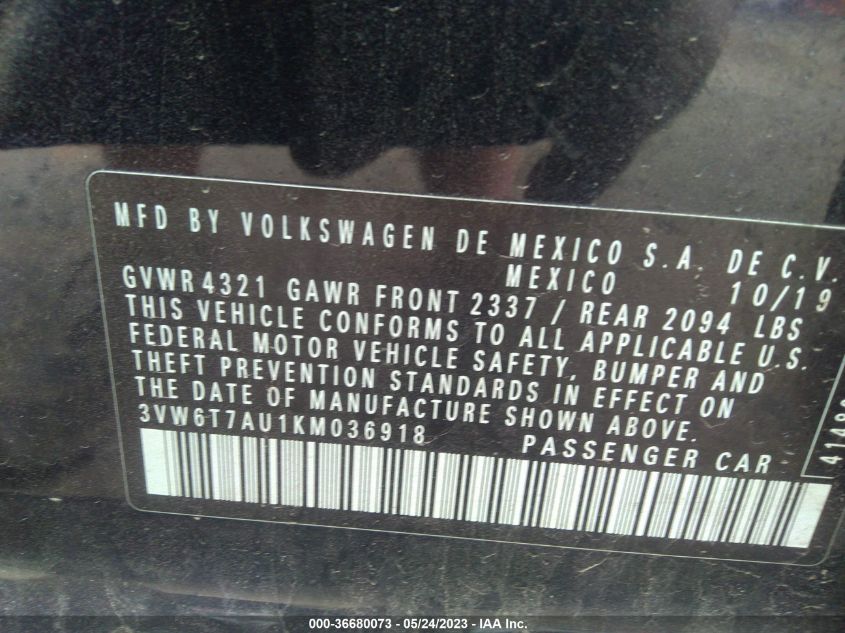 MFD BY VOLKSWAGEN DE MEXICO S.A. DE C.V.
MEXICO 10/19
GVWR 4321 GAWR FRONT 2337 / REAR 2094 LBS
THIS VEHICLE CONFORMS TO ALL APPLICABLE U.S.
FEDERAL MOTOR VEHICLE SAFETY, BUMPER AND
THEFT PREVENTION STANDARDS IN EFFECT ON
THE DATE OF MANUFACTURE SHOWN ABOVE.
3VW6T7AU1KM036918 PASSENGER CAR
000-36680073 - 05/24/2023 - IAA Inc.